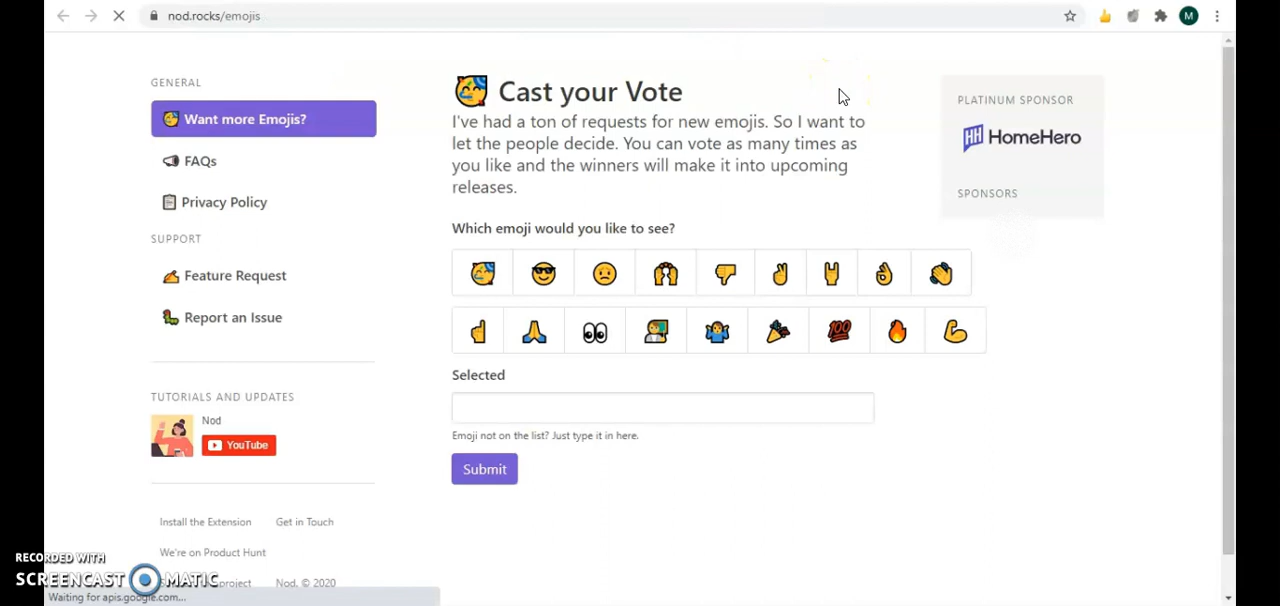 nod.rocks/emojis
M
GENERAL
Want more Emojis?
FAQs
Privacy Policy
SUPPORT
Feature Request
Report an Issue
TUTORIALS AND UPDATES
Nod
YouTube
Install the Extension
Get in Touch
We're on Product Hunt
project
Nod. © 2020
Cast your Vote
I've had a ton of requests for new emojis. So I want to
let the people decide. You can vote as many times as
you like and the winners will make it into upcoming
releases.
Which emoji would you like to see?
100
Selected
Emoji not on the list? Just type it in here.
Submit
PLATINUM SPONSOR
HomeHero
SPONSORS
RECORDED WITH
SCREENCAST MATIC
Waiting for apis.google.com...